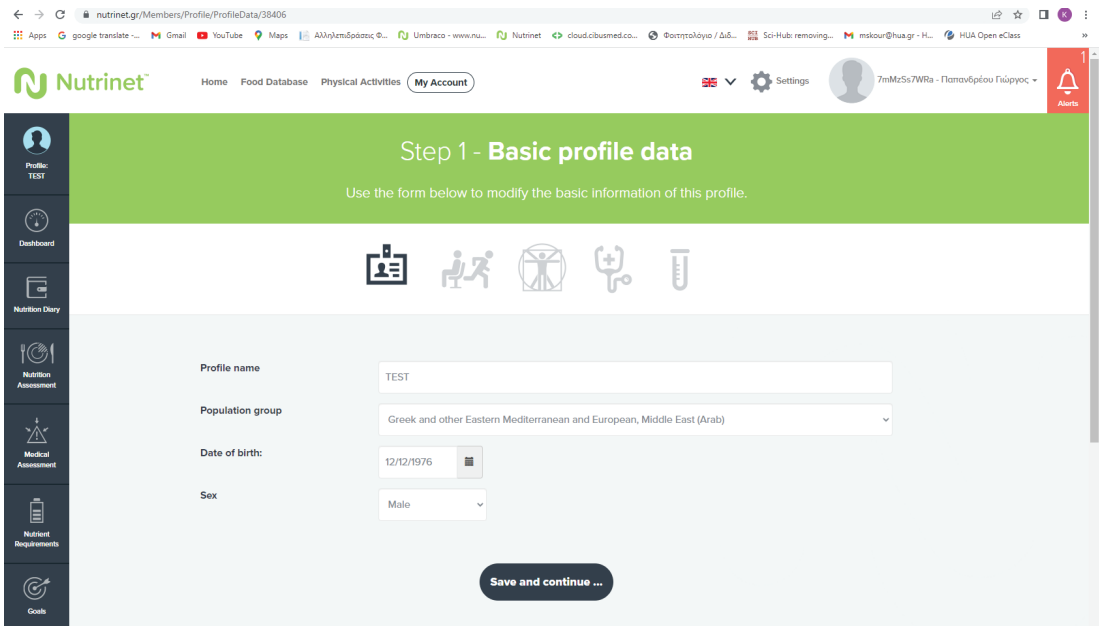 nutrinet.gr/Members/Profile/ProfileData/38406
Apps google translate -... Gmail YouTube Maps Αλληλεπιδράσεις Φ... Umbraco - www.nu... Nutrinet cloud.cibusmed.co... Φοιτητολόγιο / Διδ... Sci-Hub: removing... mskour@hua.gr - H... HUA Open eClass »
Nutrinet
Home Food Database Physical Activities My Account Settings 7mMzSs7WRa - Παπανδρέου Γιώργος
1
Alerts
Profile:
TEST
Dashboard
Nutrition Diary
Nutrition
Assessment
Medical
Assessment
Nutrient
Requirements
Goals
Step 1 - Basic profile data
Use the form below to modify the basic information of this profile.
Profile name TEST
Population group Greek and other Eastern Mediterranean and European, Middle East (Arab)
Date of birth: 12/12/1976
Sex Male
Save and continue ...
K